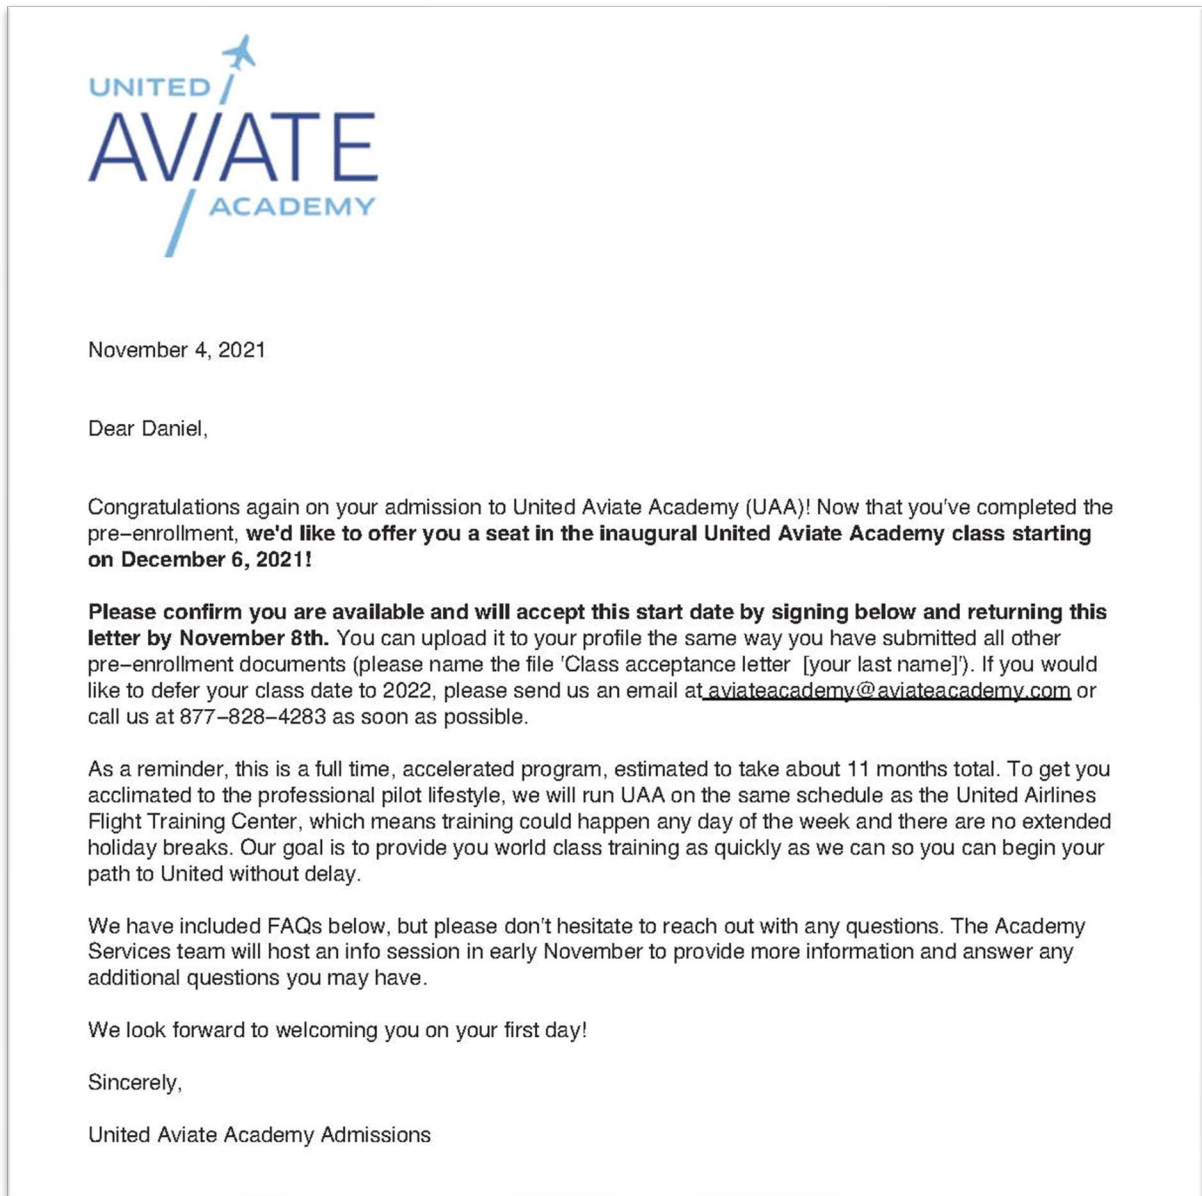 UNITED
AVIATE
ACADEMY
November 4, 2021
Dear Daniel,
Congratulations again on your admission to United Aviate Academy (UAA)! Now that you've completed the
pre–enrollment, we'd like to offer you a seat in the inaugural United Aviate Academy class starting
on December 6, 2021!
Please confirm you are available and will accept this start date by signing below and returning this
letter by November 8th. You can upload it to your profile the same way you have submitted all other
pre–enrollment documents (please name the file 'Class acceptance letter  [your last name]'). If you would
like to defer your class date to 2022, please send us an email at aviateacademy@aviateacademy.com or
call us at 877–828–4283 as soon as possible.
As a reminder, this is a full time, accelerated program, estimated to take about 11 months total. To get you
acclimated to the professional pilot lifestyle, we will run UAA on the same schedule as the United Airlines
Flight Training Center, which means training could happen any day of the week and there are no extended
holiday breaks. Our goal is to provide you world class training as quickly as we can so you can begin your
path to United without delay.
We have included FAQs below, but please don't hesitate to reach out with any questions. The Academy
Services team will host an info session in early November to provide more information and answer any
additional questions you may have.
We look forward to welcoming you on your first day!
Sincerely,
United Aviate Academy Admissions